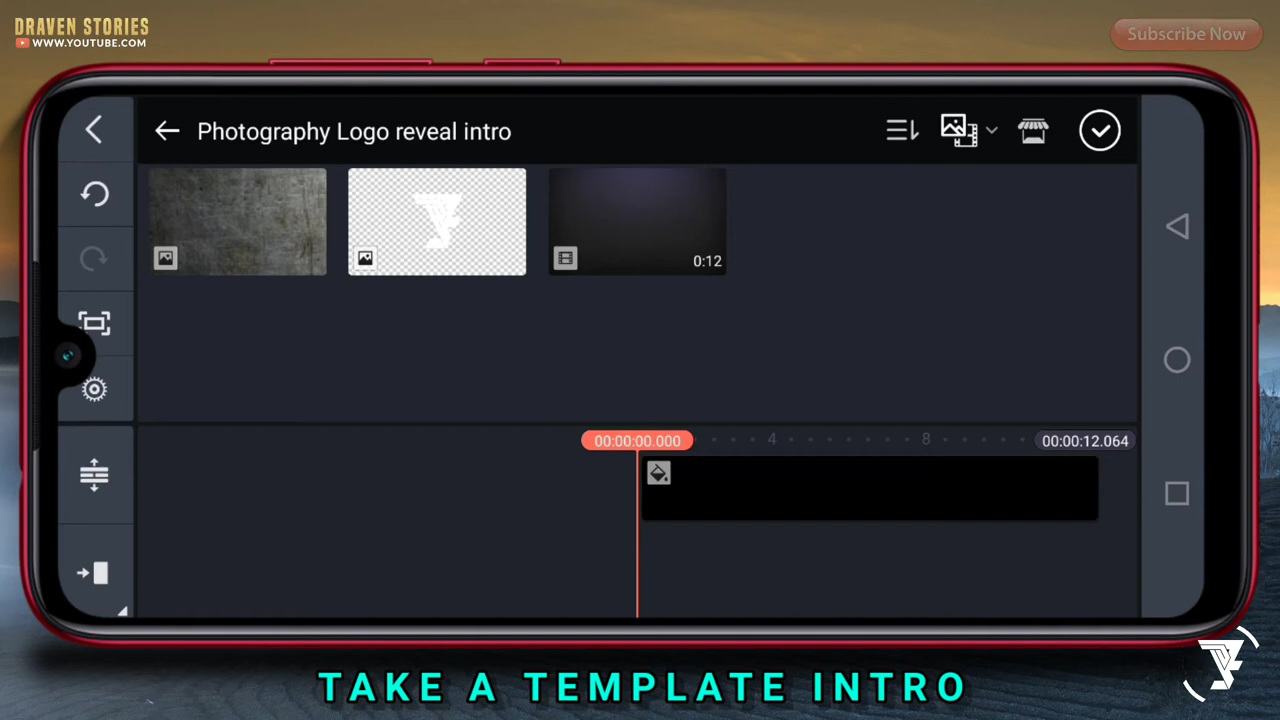 DRAVEN STORIES
WWW.YOUTUBE.COM
Subscribe Now
Photography Logo reveal intro
0:12
00:00:00.000
4
8
00:00:12.064
TAKE A TEMPLATE INTRO